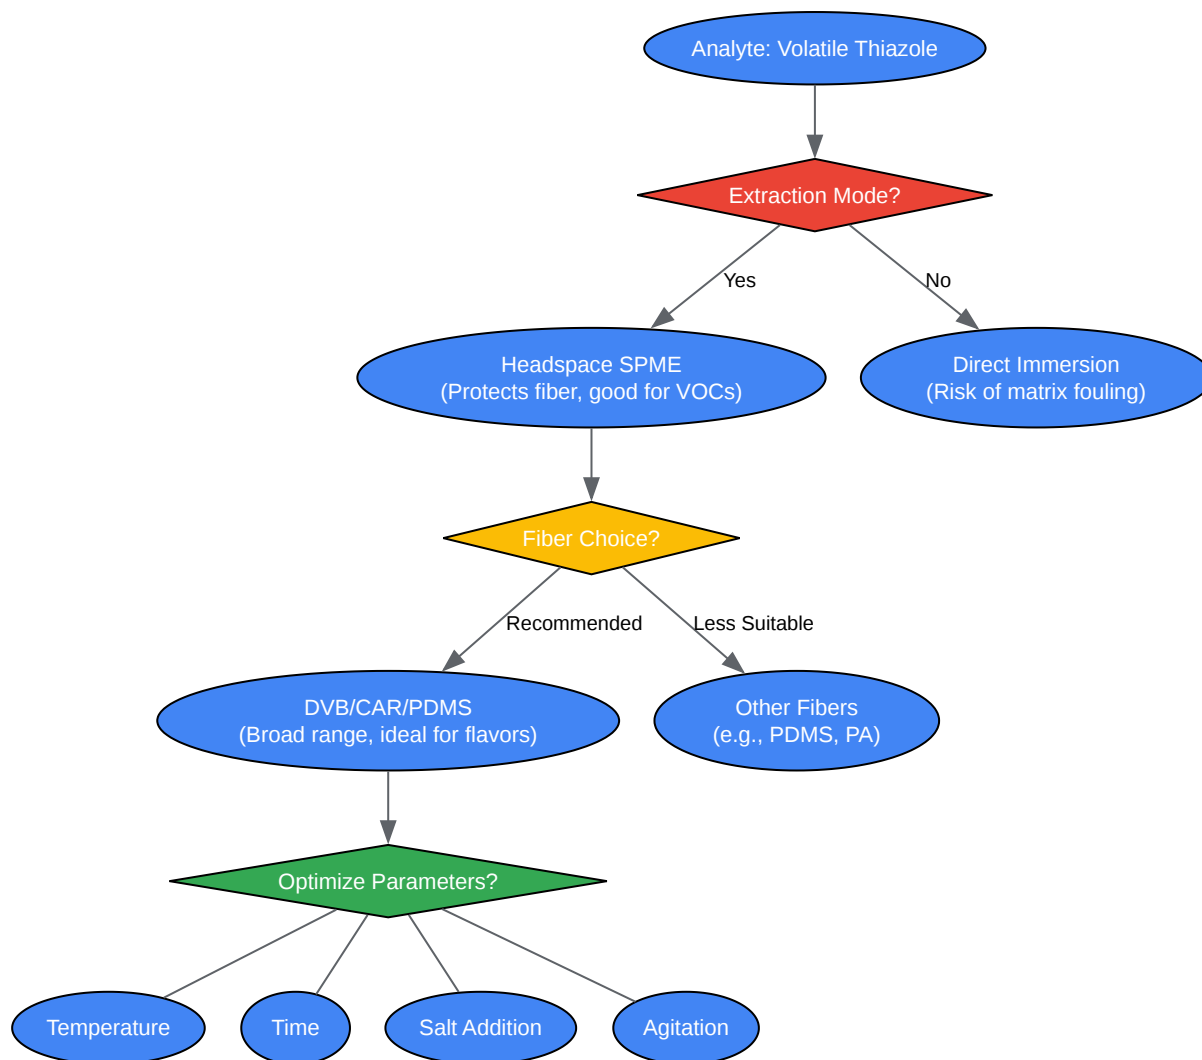 Analyte: Volatile Thiazole
Extraction Mode?
Yes
No
Headspace SPME
(Protects fiber, good for VOCs)
Direct Immersion
(Risk of matrix fouling)
Fiber Choice?
Recommended
Less Suitable
DVB/CAR/PDMS
(Broad range, ideal for flavors)
Other Fibers
(e.g., PDMS, PA)
Optimize Parameters?
Temperature
Time
Salt Addition
Agitation